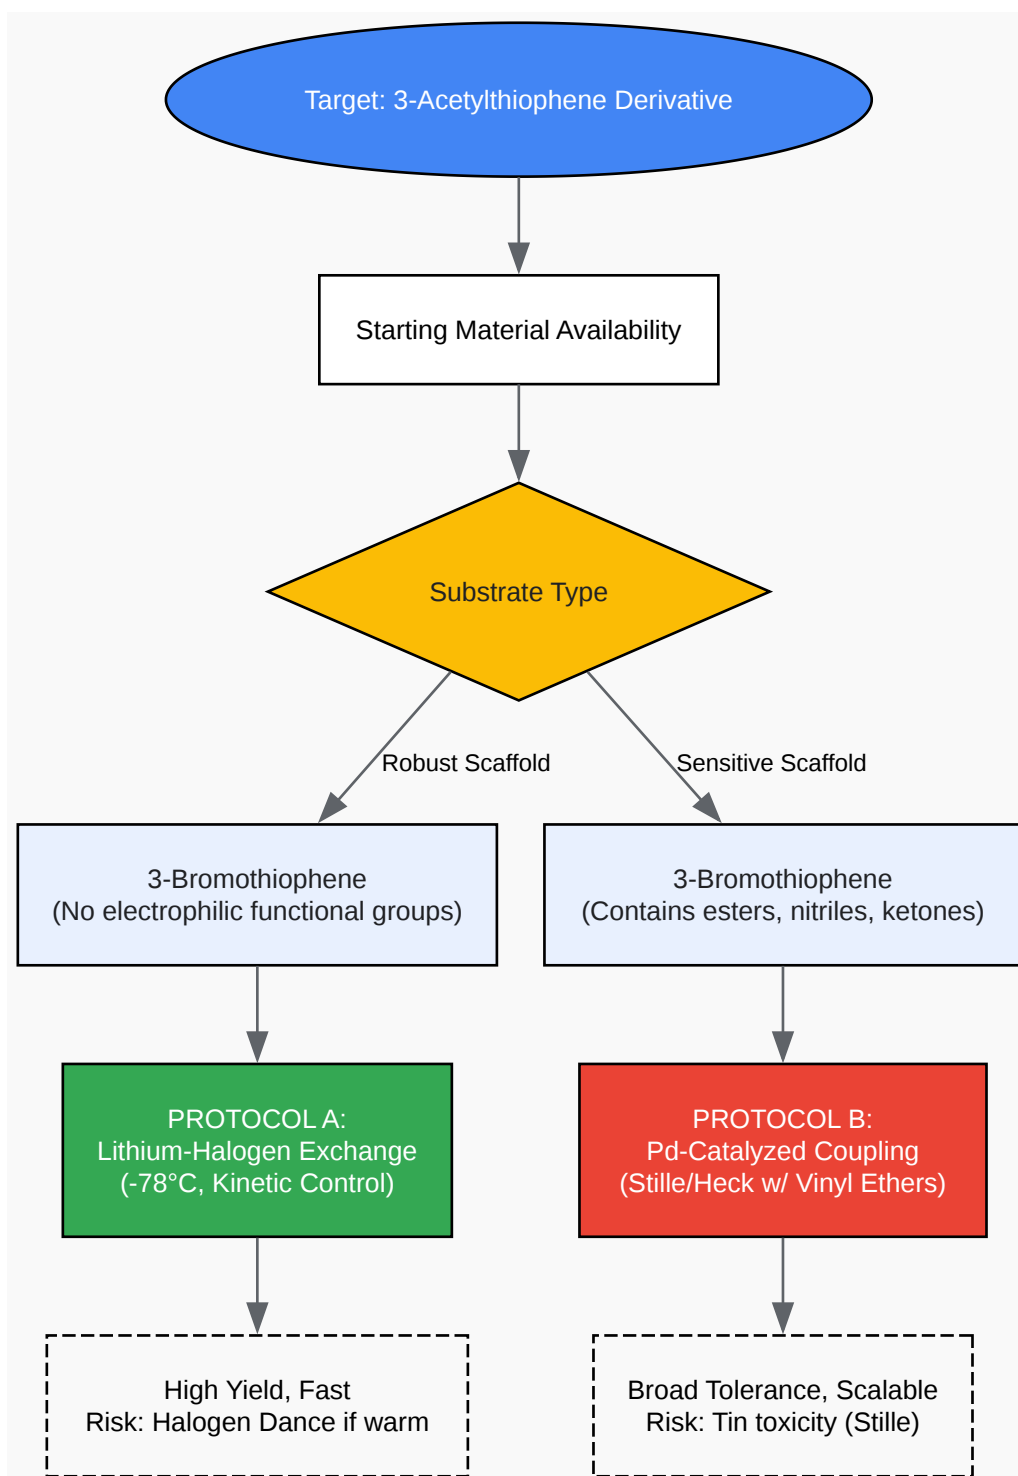 Target: 3-Acetylthiophene Derivative
Starting Material Availability
Substrate Type
Robust Scaffold
Sensitive Scaffold
3-Bromothiophene
(No electrophilic functional groups)
3-Bromothiophene
(Contains esters, nitriles, ketones)
PROTOCOL A:
Lithium-Halogen Exchange
(-78°C, Kinetic Control)
PROTOCOL B:
Pd-Catalyzed Coupling
(Stille/Heck w/ Vinyl Ethers)
High Yield, Fast
Risk: Halogen Dance if warm
Broad Tolerance, Scalable
Risk: Tin toxicity (Stille)